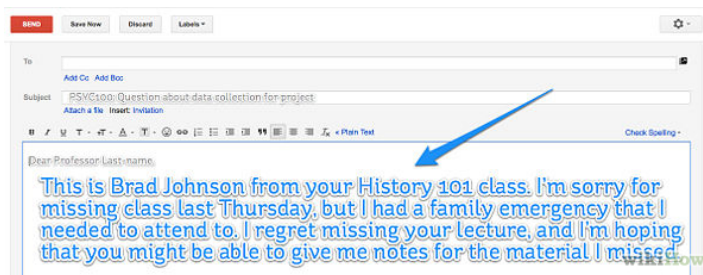 SEND Save Now Discard Labels
To
Add Cc Add Bcc
Subject PSYC100: Question about data collection for project
Attach a file Insert: Invitation
B I U T T A T « Plain Text Check Spelling
Dear Professor Last-name,
This is Brad Johnson from your History 101 class. I'm sorry for
missing class last Thursday, but I had a family emergency that I
needed to attend to. I regret missing your lecture, and I'm hoping
that you might be able to give me notes for the material I missed
wikiHow